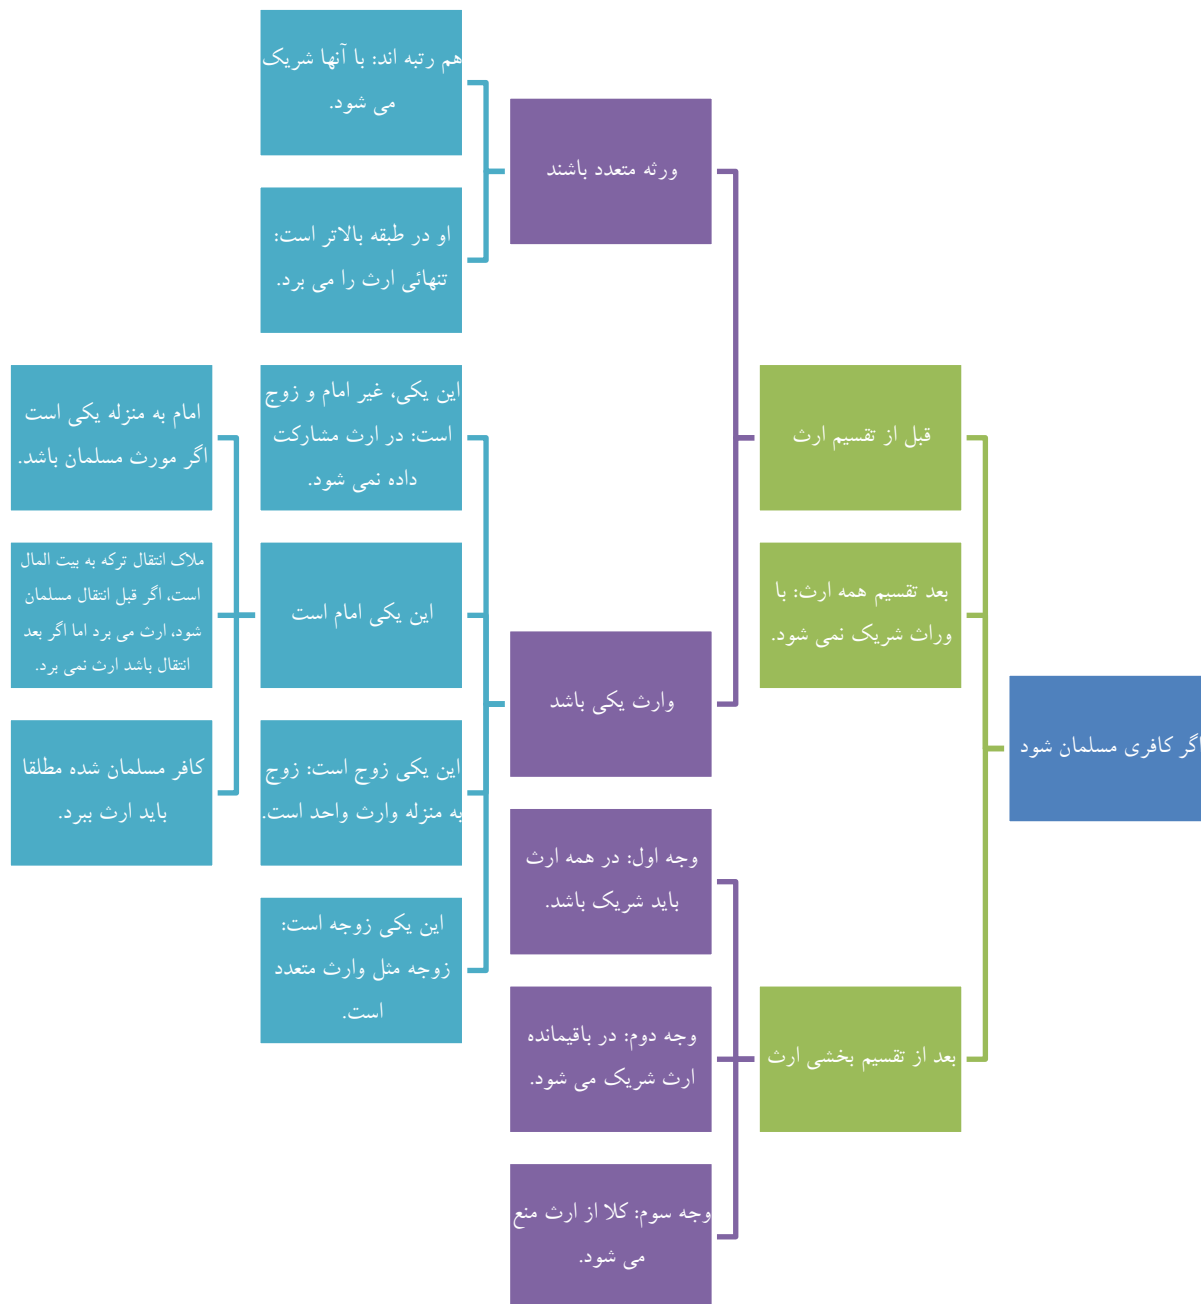 اگر کافری مسلمان شود
قبل از تقسیم ارث
ورثه متعدد باشند
هم رتبه اند: با آنها شریک
می شود.
او در طبقه بالاتر است:
تنهائی ارث را می برد.
وارث یکی باشد
این یکی، غیر امام و زوج
است: در ارث مشارکت
داده نمی شود.
این یکی امام است
امام به منزله یکی است
اگر مورث مسلمان باشد.
ملاک انتقال ترکه به بیت المال
است، اگر قبل انتقال مسلمان
شود، ارث می برد اما اگر بعد
انتقال باشد ارث نمی برد.
کافر مسلمان شده مطلقا
باید ارث ببرد.
این یکی زوج است: زوج
به منزله وارث واحد است.
این یکی زوجه است:
زوجه مثل وارث متعدد
است.
بعد تقسیم همه ارث: با
وراث شریک نمی شود.
بعد از تقسیم بخشی ارث
وجه اول: در همه ارث
باید شریک باشد.
وجه دوم: در باقیمانده
ارث شریک می شود.
وجه سوم: کلا از ارث منع
می شود.